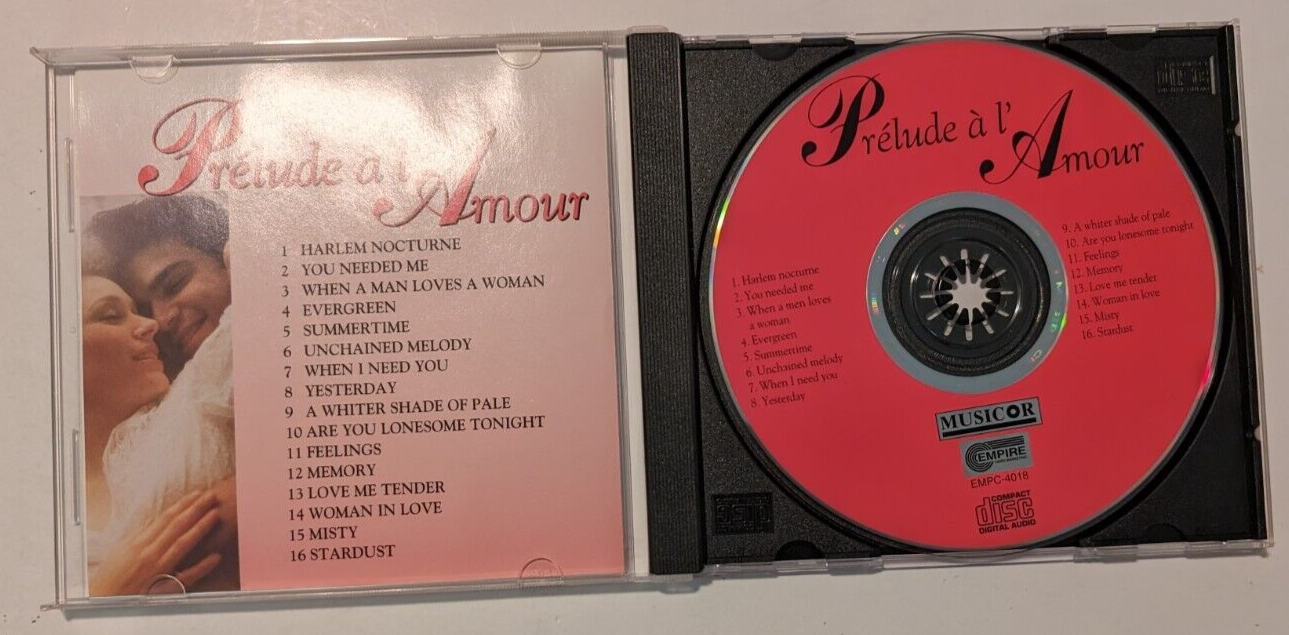 Prélude à l'
Amour
1 HARLEM NOCTURNE
2 YOU NEEDED ME
3 WHEN A MAN LOVES A WOMAN
4 EVERGREEN
5 SUMMERTIME
6 UNCHAINED MELODY
7 WHEN I NEED YOU
8 YESTERDAY
9 A WHITER SHADE OF PALE
10 ARE YOU LONESOME TONIGHT
11 FEELINGS
12 MEMORY
13 LOVE ME TENDER
14 WOMAN IN LOVE
15 MISTY
16 STARDUST
Prélude à l'
Amour
1. Harlem nocturne
2. You needed me
3. When a men loves
a woman
4. Evergreen
5. Summertime
6. Unchained melody
7. When I need you
8. Yesterday
9. A whiter shade of pale
10. Are you lonesome tonight
11. Feelings
12. Memory
13. Love me tender
14. Woman in love
15. Misty
16. Stardust
MUSICOR
EMPIRE
EMPC-4018
COMPACT
disc
DIGITAL AUDIO